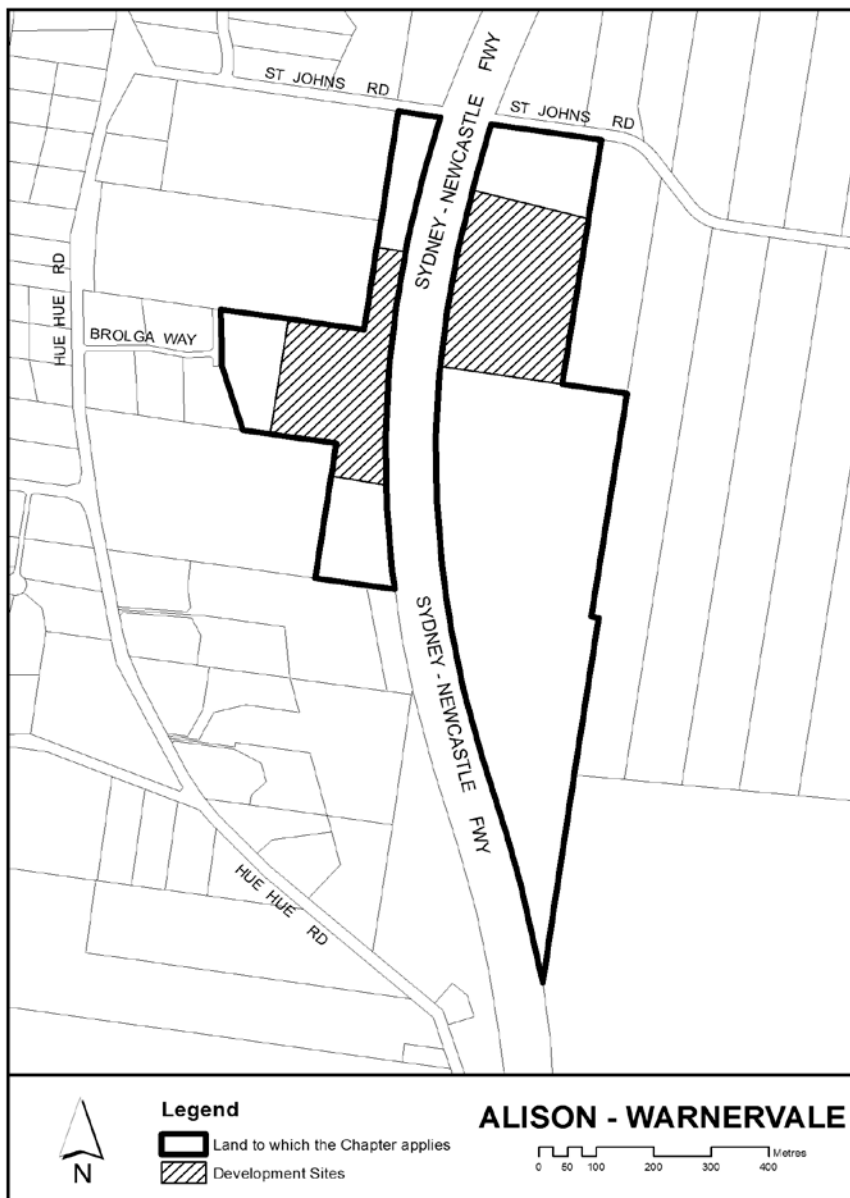 ST JOHNS RD
SYDNEY - NEWCASTLE FWY
ST JOHNS RD
HUE HUE RD
BROLGA WAY
SYDNEY - NEWCASTLE FWY
HUE HUE RD
N
Legend
Land to which the Chapter applies
Development Sites
ALISON - WARNERVALE
0 50 100 200 300 400 Metres